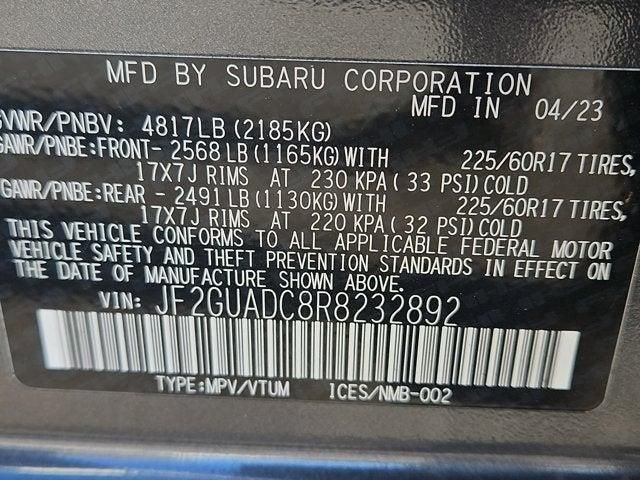 MFD BY SUBARU CORPORATION
MFD IN 04/23
GVWR/PNBV: 4817LB (2185KG)
GAWR/PNBE:FRONT- 2568 LB (1165KG) WITH 225/60R17 TIRES,
17X7J RIMS AT 230 KPA ( 33 PSI) COLD
GAWR/PNBE:REAR - 2491 LB (1130KG) WITH 225/60R17 TIRES,
17X7J RIMS AT 220 KPA ( 32 PSI) COLD
THIS VEHICLE CONFORMS TO ALL APPLICABLE FEDERAL MOTOR
VEHICLE SAFETY AND THEFT PREVENTION STANDARDS IN EFFECT ON
THE DATE OF MANUFACTURE SHOWN ABOVE.
VIN: JF2GUADC8R8232892
TYPE:MPV/VTUM ICES/NMB-002